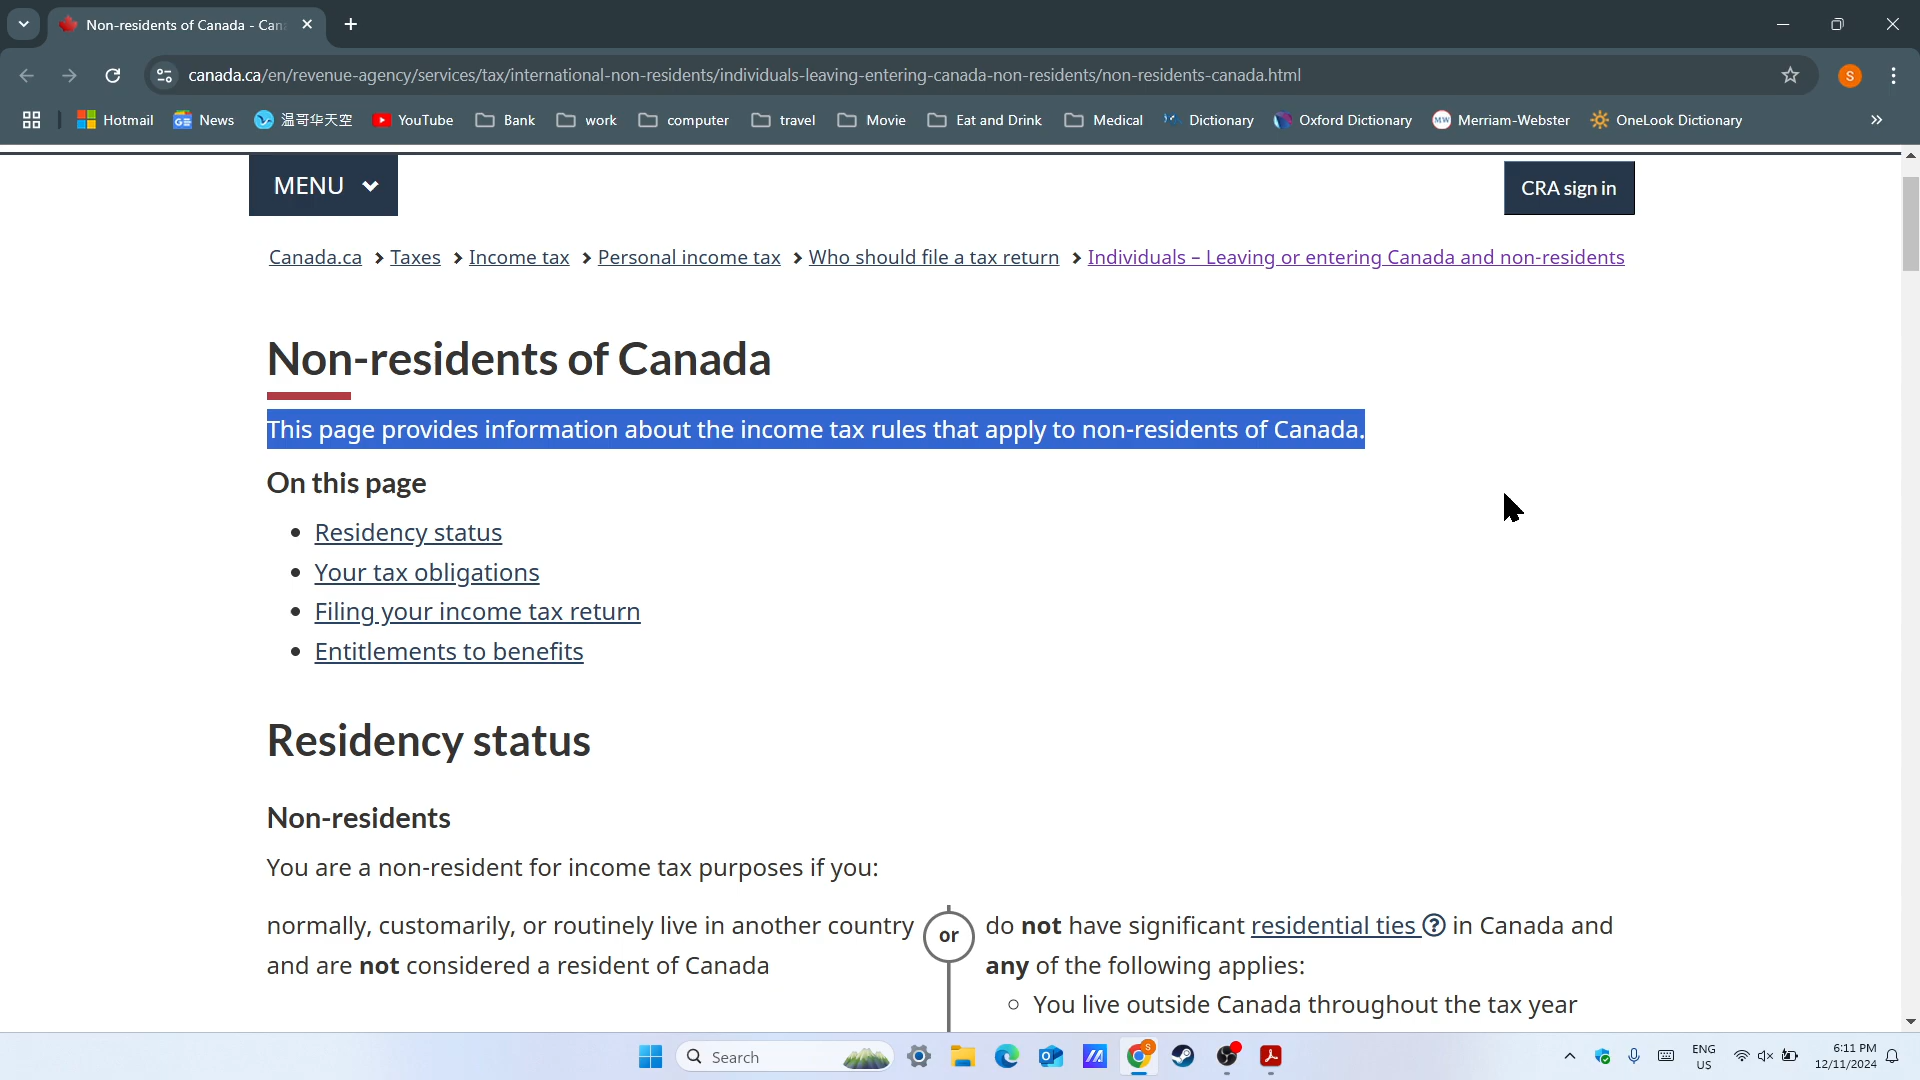 Non-residents of Canada - Can
canada.ca/en/revenue-agency/services/tax/international-non-residents/individuals-leaving-entering-canada-non-residents/non-residents-canada.html
S
Hotmail News 温哥华天空 YouTube Bank work computer travel Movie Eat and Drink Medical Dictionary Oxford Dictionary Merriam-Webster OneLook Dictionary »
MENU
CRA sign in
Canada.ca > Taxes > Income tax > Personal income tax > Who should file a tax return > Individuals – Leaving or entering Canada and non-residents
Non-residents of Canada
This page provides information about the income tax rules that apply to non-residents of Canada.
On this page
• Residency status
• Your tax obligations
• Filing your income tax return
• Entitlements to benefits
Residency status
Non-residents
You are a non-resident for income tax purposes if you:
normally, customarily, or routinely live in another country
and are not considered a resident of Canada
or
do not have significant residential ties ? in Canada and
any of the following applies:
○ You live outside Canada throughout the tax year
Search
ENG
US
6:11 PM
12/11/2024